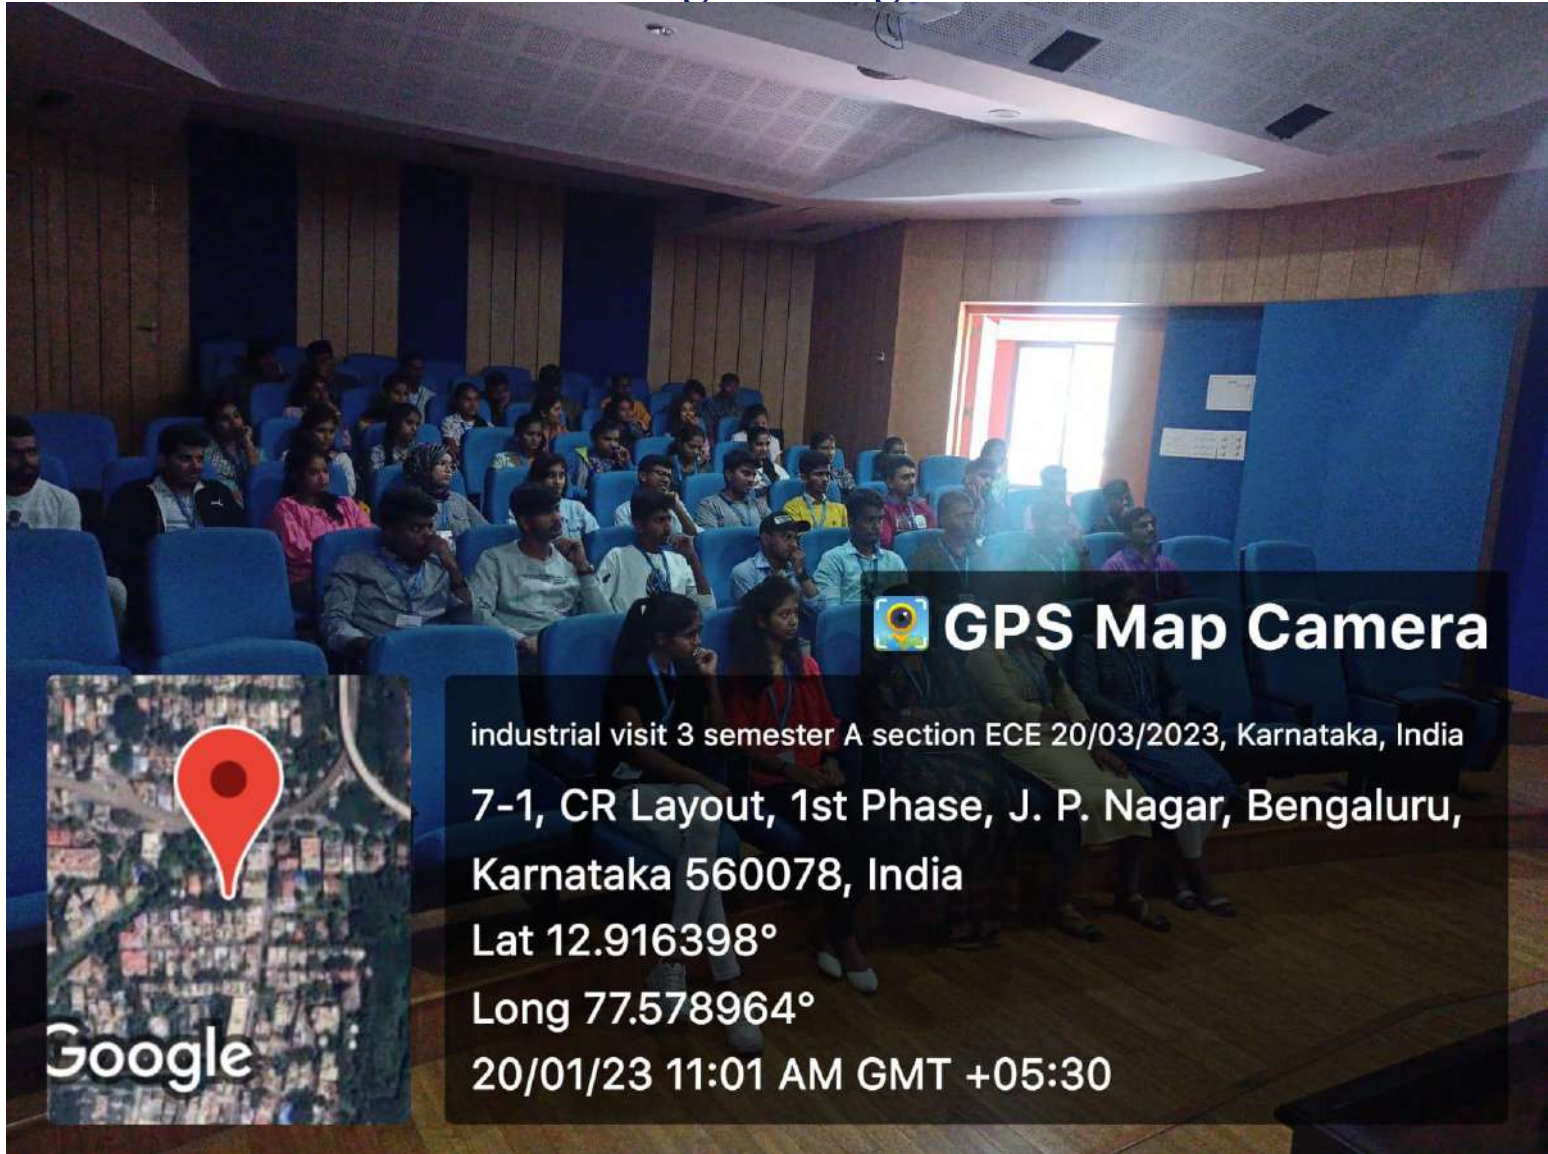 GPS Map Camera
industrial visit 3 semester A section ECE 20/03/2023, Karnataka, India
7-1, CR Layout, 1st Phase, J. P. Nagar, Bengaluru,
Karnataka 560078, India
Lat 12.916398°
Long 77.578964°
20/01/23 11:01 AM GMT +05:30
Google